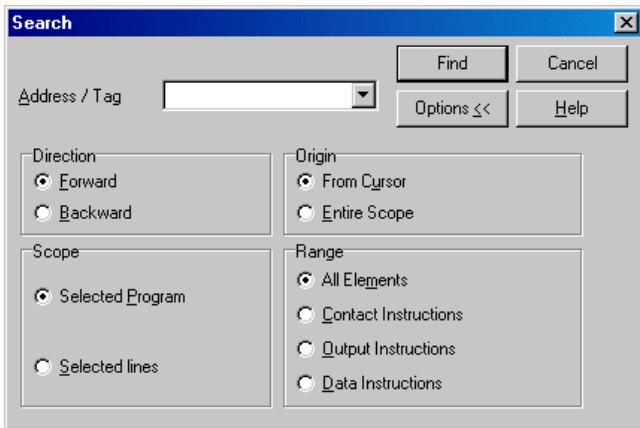 Search
Address / Tag
Find
Cancel
Options <<
Help
Direction
Forward
Backward
Origin
From Cursor
Entire Scope
Scope
Selected Program
Selected lines
Range
All Elements
Contact Instructions
Output Instructions
Data Instructions